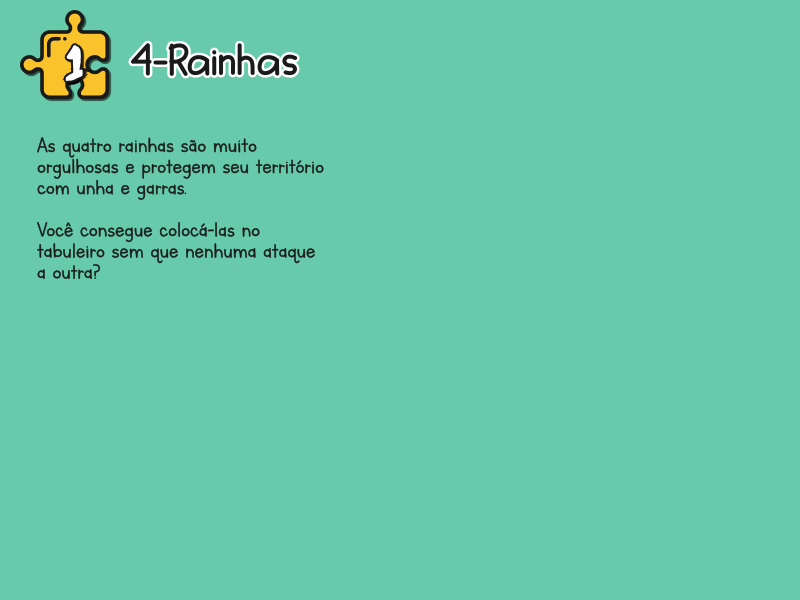 1
4-Rainhas
As quatro rainhas são muito
orgulhosas e protegem seu território
com unha e garras.
Você consegue colocá-las no
tabuleiro sem que nenhuma ataque
a outra?